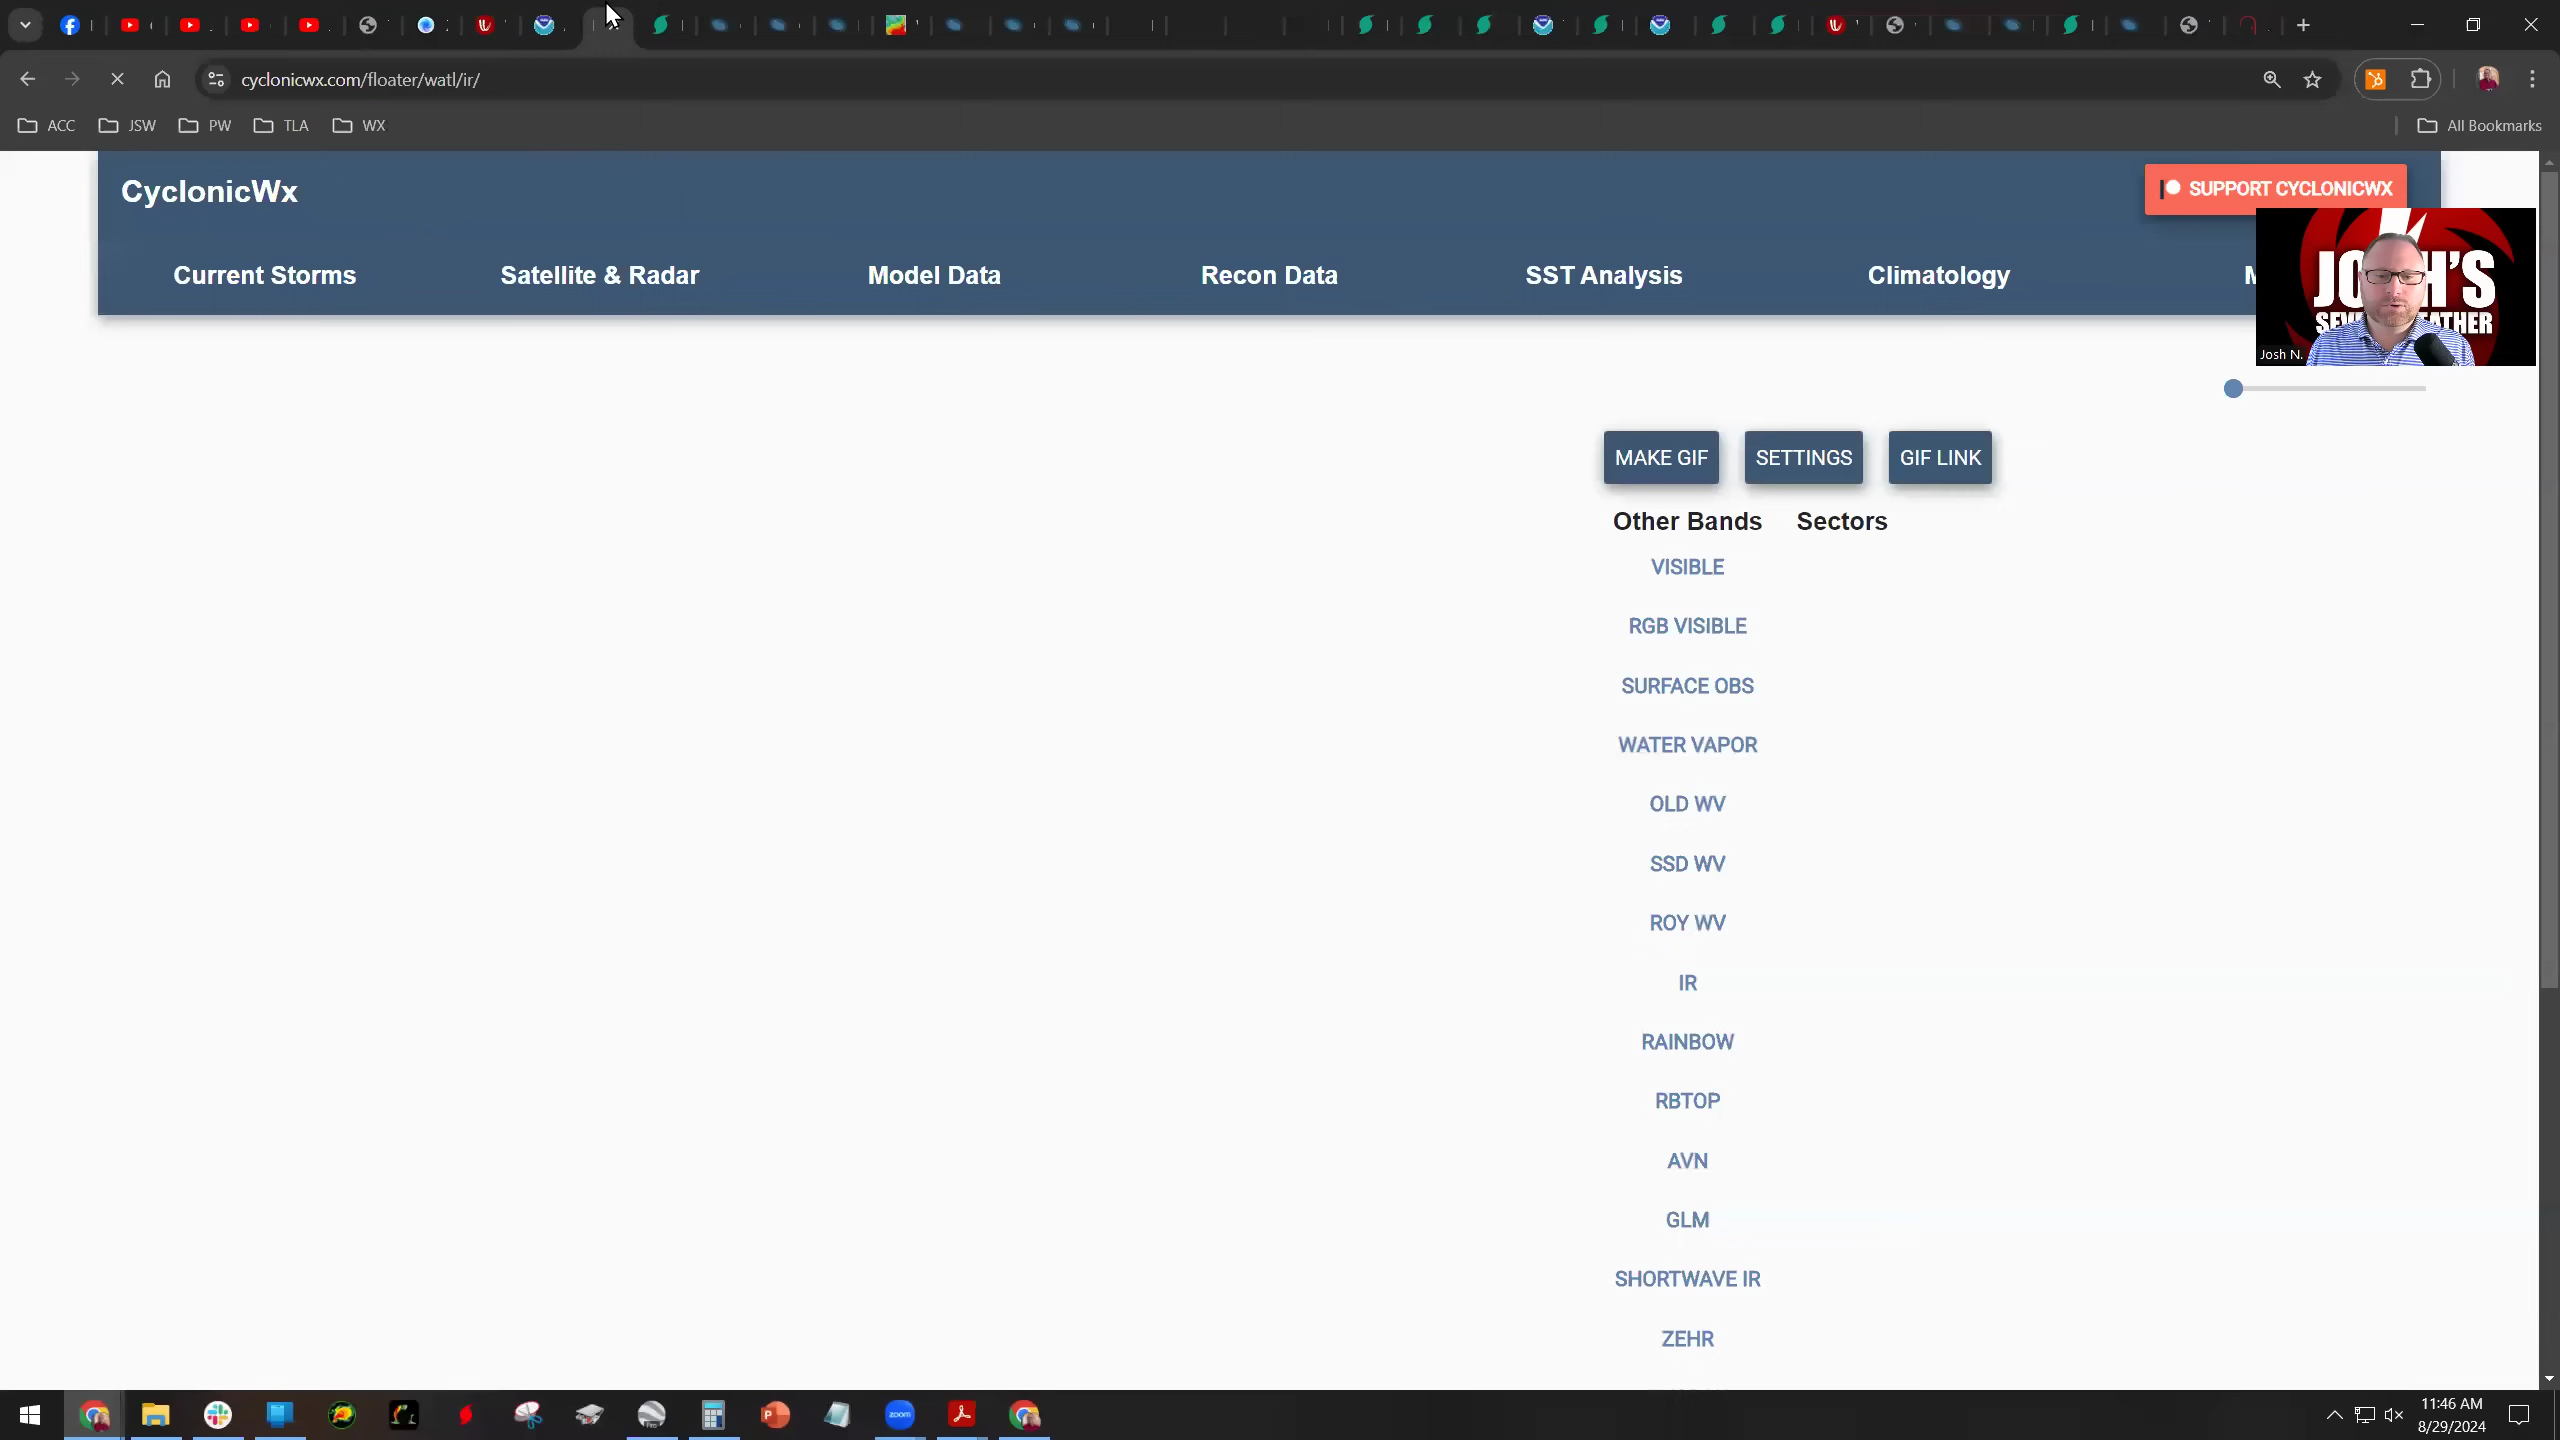 cyclonicwx.com/floater/watl/ir/
ACC JSW PW TLA WX All Bookmarks
CyclonicWx
SUPPORT CYCLONICWX
Current Storms Satellite & Radar Model Data Recon Data SST Analysis Climatology
JOSH'S
Josh N.
MAKE GIF SETTINGS GIF LINK
Other Bands Sectors
VISIBLE
RGB VISIBLE
SURFACE OBS
WATER VAPOR
OLD WV
SSD WV
ROY WV
IR
RAINBOW
RBTOP
AVN
GLM
SHORTWAVE IR
ZEHR
zoom
11:46 AM
8/29/2024